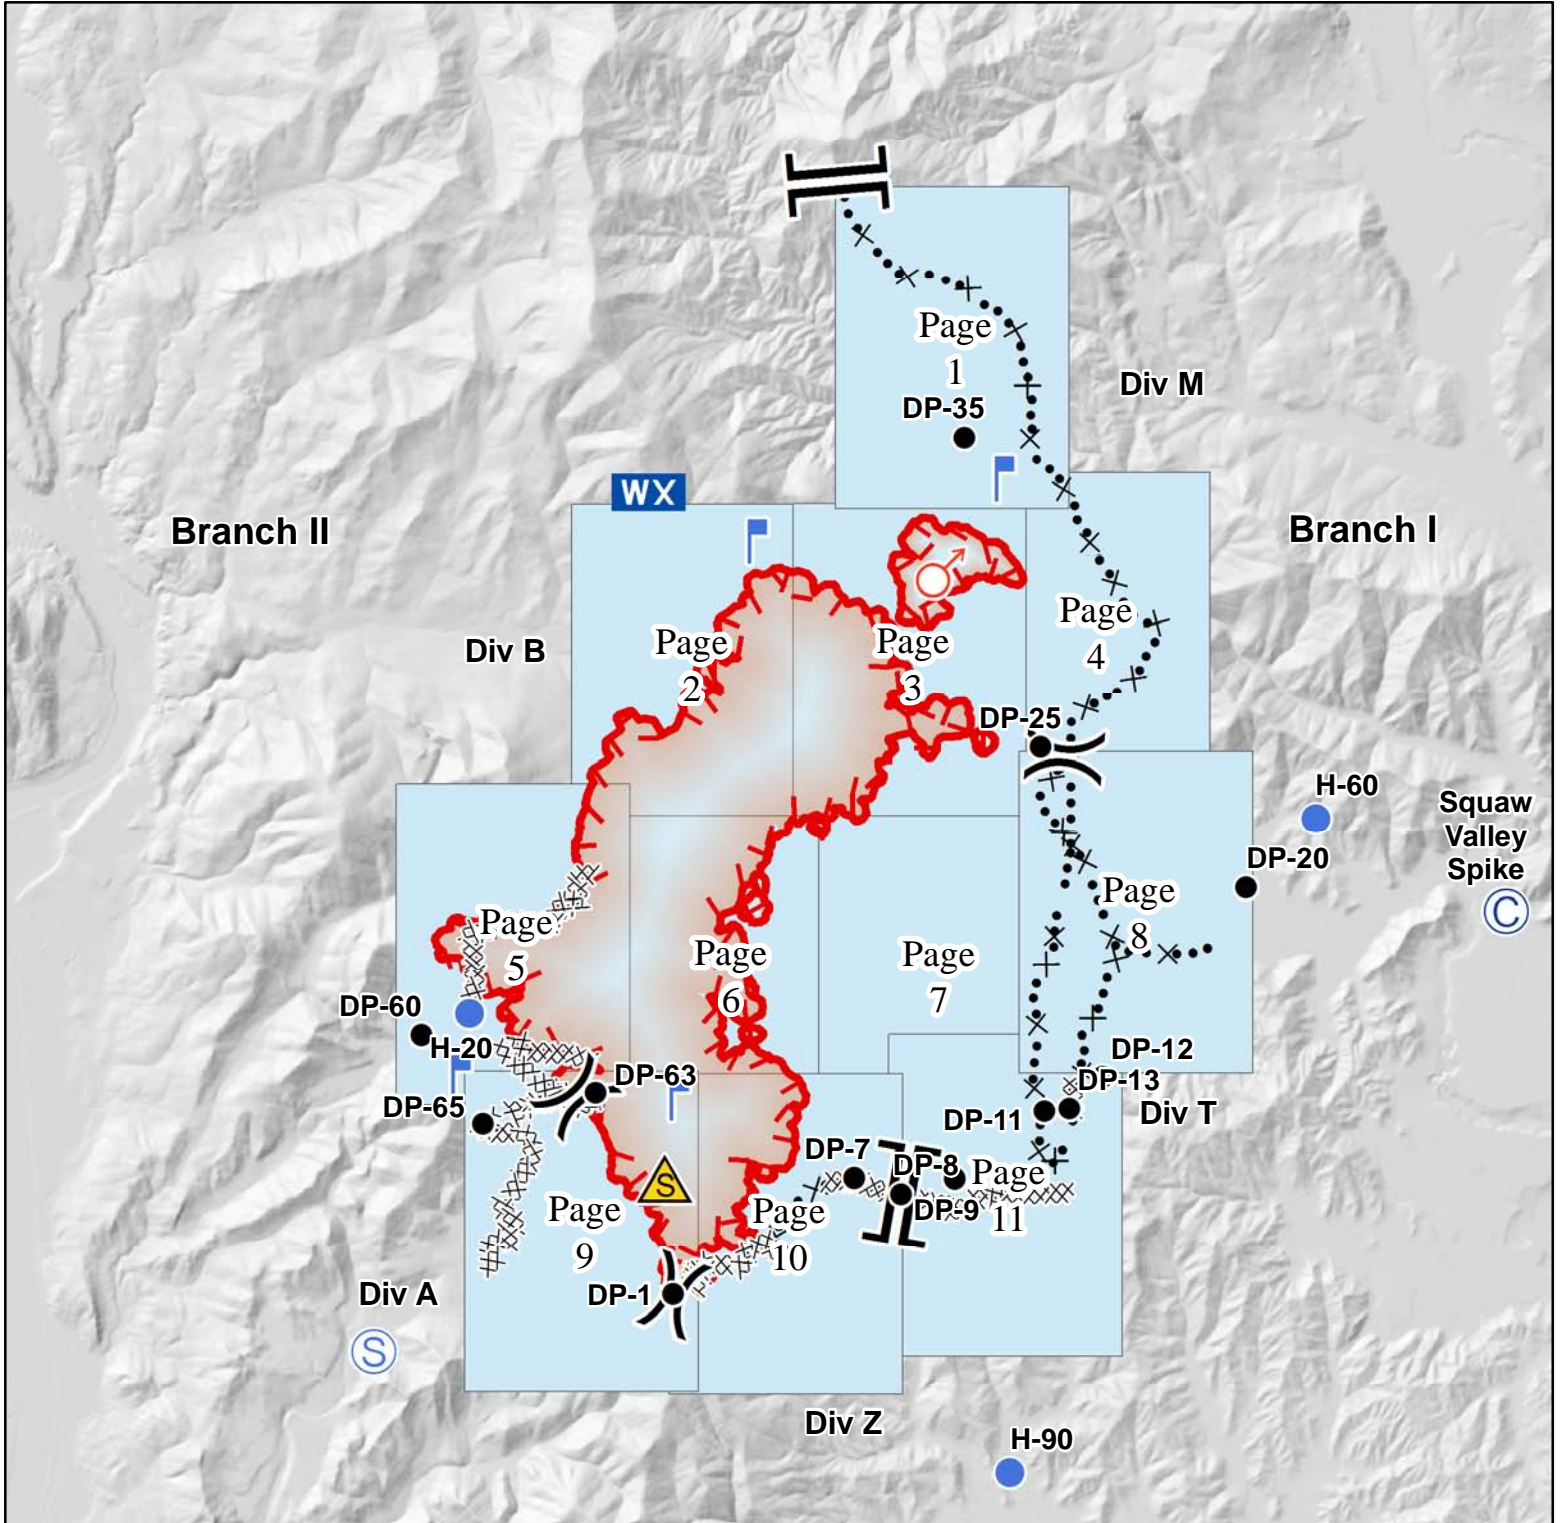 Page
1
Div M
DP-35
WX
Branch II
Branch I
Page
4
Div B
Page
2
Page
3
DP-25
H-60
Squaw
Valley
Spike
DP-20
C
Page
8
Page
5
Page
6
Page
7
DP-60
H-20
DP-12
DP-63
DP-13
DP-65
DP-11
Div T
DP-7
DP-8
Page
11
S
DP-9
Page
9
Page
10
Div A
DP-1
S
Div Z
H-90